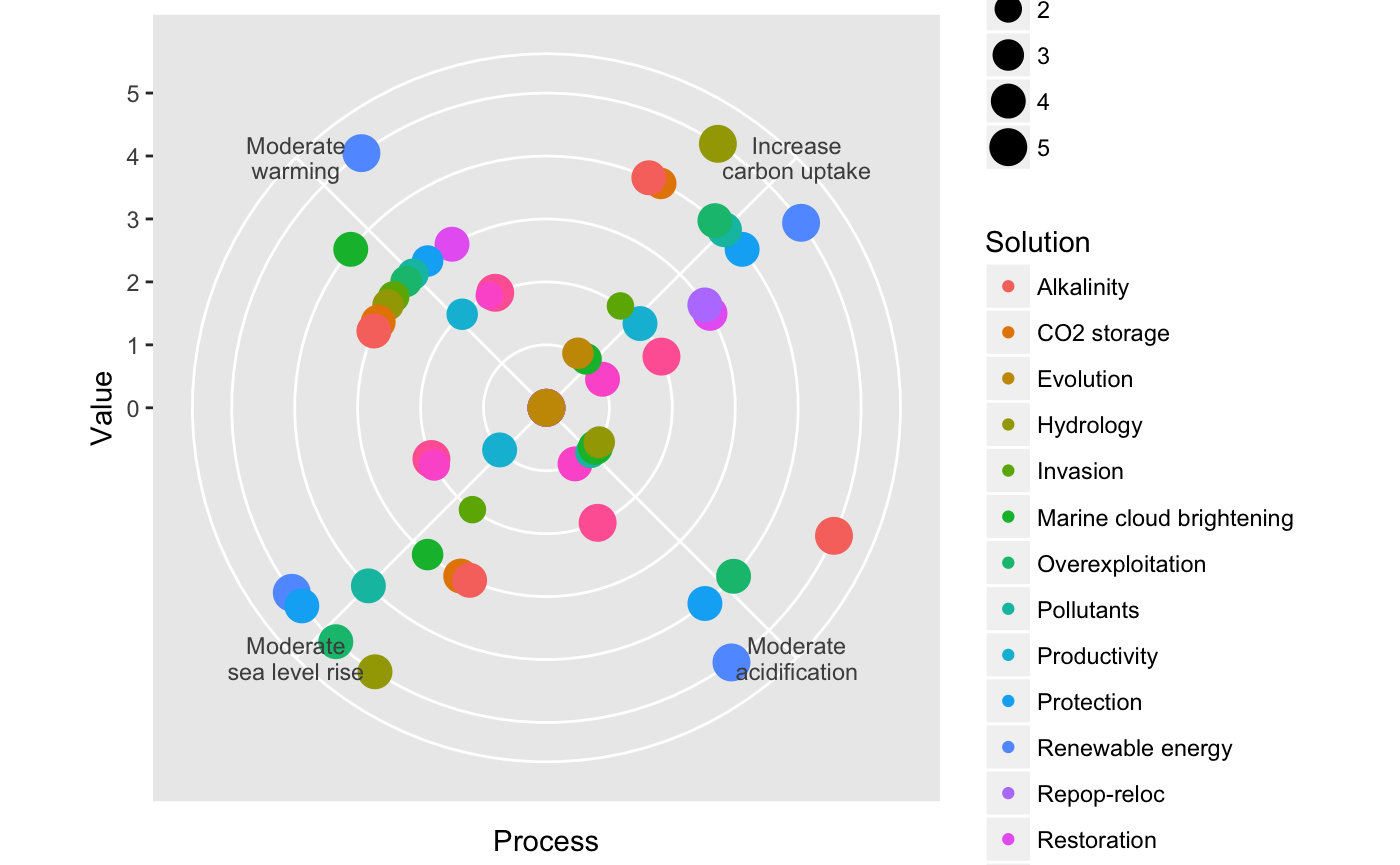 2
3
4
5
5
4
3
2
1
0
Value
Moderate
warming
Increase
carbon uptake
Moderate
sea level rise
Moderate
acidification
Process
Solution
Alkalinity
CO2 storage
Evolution
Hydrology
Invasion
Marine cloud brightening
Overexploitation
Pollutants
Productivity
Protection
Renewable energy
Repop-reloc
Restoration